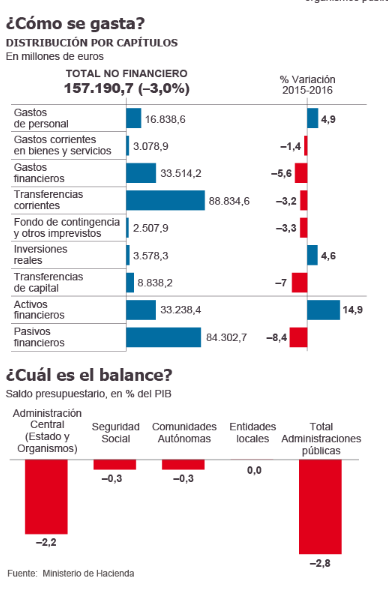 ¿Cómo se gasta?
DISTRIBUCIÓN POR CAPÍTULOS
En millones de euros
TOTAL NO FINANCIERO
157.190,7 (–3,0%)
% Variación
2015-2016
Gastos
de personal
16.838,6
4,9
Gastos corrientes
en bienes y servicios
3.078,9
–1,4
Gastos
financieros
33.514,2
–5,6
Transferencias
corrientes
88.834,6
–3,2
Fondo de contingencia
y otros imprevistos
2.507,9
–3,3
Inversiones
reales
3.578,3
4,6
Transferencias
de capital
8.838,2
–7
Activos
financieros
33.238,4
14,9
Pasivos
financieros
84.302,7
–8,4
¿Cuál es el balance?
Saldo presupuestario, en % del PIB
Administración
Central
(Estado y
Organismos)
–2,2
Seguridad
Social
–0,3
Comunidades
Autónomas
–0,3
Entidades
locales
0,0
Total
Administraciones
públicas
–2,8
Fuente: Ministerio de Hacienda